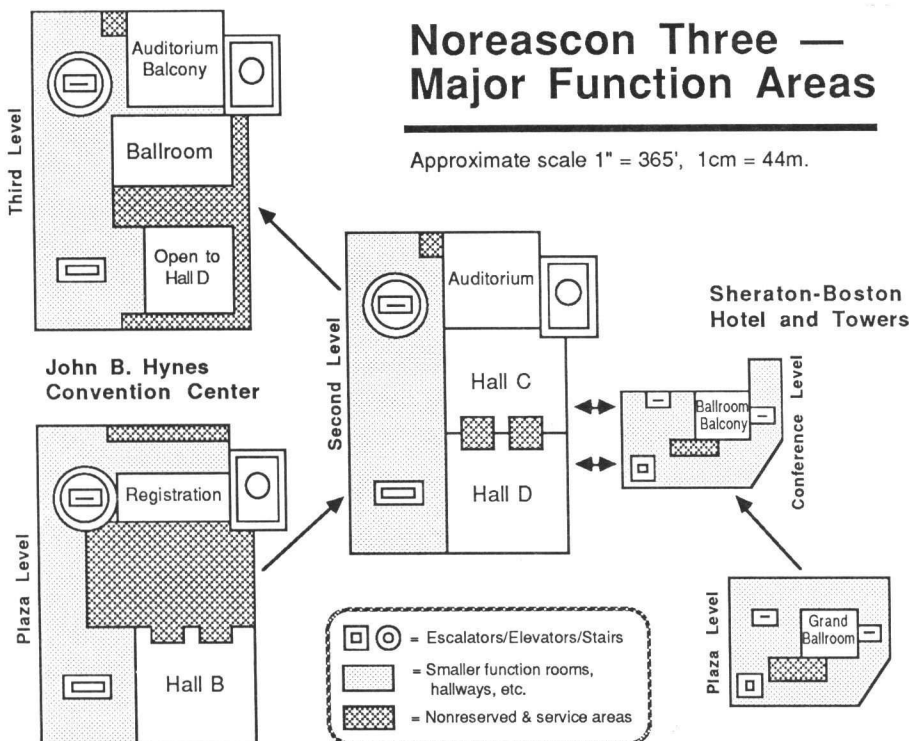 Noreascon Three —
Major Function Areas
Approximate scale 1" = 365', 1cm = 44m.
Third Level
Auditorium
Balcony
Ballroom
Open to
Hall D
John B. Hynes
Convention Center
Second Level
Auditorium
Hall C
Hall D
Sheraton-Boston
Hotel and Towers
Conference Level
Ballroom
Balcony
Plaza Level
Registration
Hall B
Plaza Level
Grand
Ballroom
= Escalators/Elevators/Stairs
= Smaller function rooms,
hallways, etc.
= Nonreserved & service areas